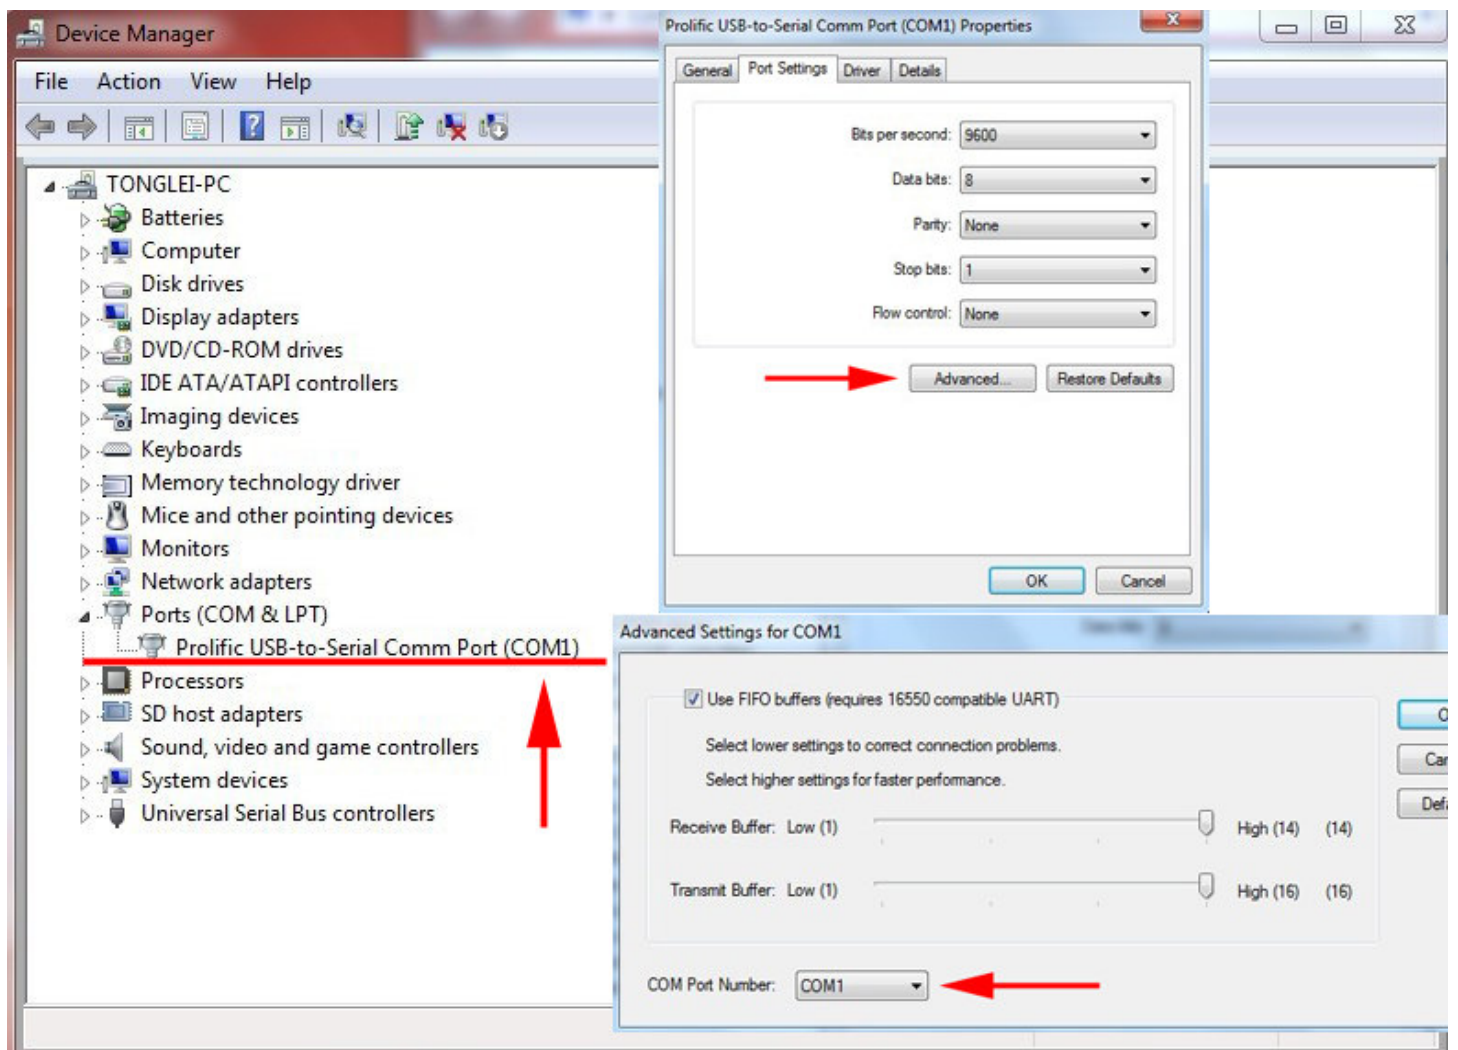 Device Manager
File Action View Help
TONGLEI-PC
Batteries
Computer
Disk drives
Display adapters
DVD/CD-ROM drives
IDE ATA/ATAPI controllers
Imaging devices
Keyboards
Memory technology driver
Mice and other pointing devices
Monitors
Network adapters
Ports (COM & LPT)
Prolific USB-to-Serial Comm Port (COM1)
Processors
SD host adapters
Sound, video and game controllers
System devices
Universal Serial Bus controllers
Prolific USB-to-Serial Comm Port (COM1) Properties
General Port Settings Driver Details
Bits per second: 9600
Data bits: 8
Parity: None
Stop bits: 1
Flow control: None
Advanced... Restore Defaults
OK Cancel
Advanced Settings for COM1
Use FIFO buffers (requires 16550 compatible UART)
Select lower settings to correct connection problems.
Select higher settings for faster performance.
Receive Buffer: Low (1) High (14) (14)
Transmit Buffer: Low (1) High (16) (16)
COM Port Number: COM1